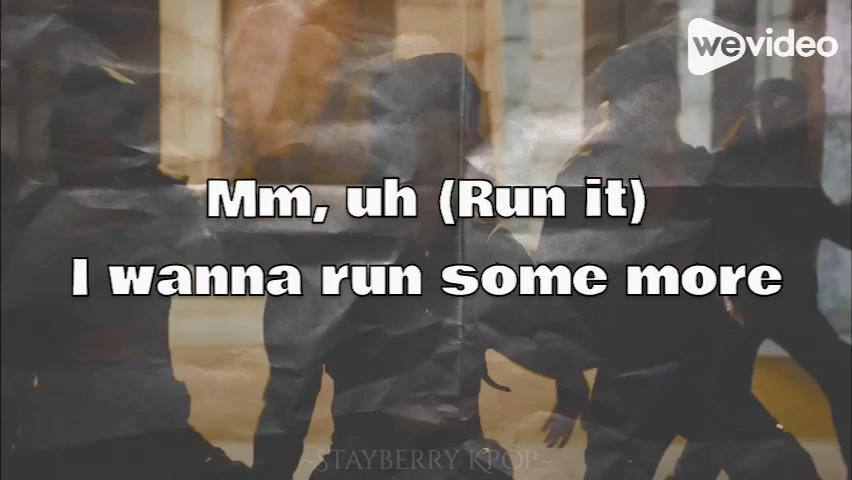 wevideo
Mm, uh (Run it)
I wanna run some more
~STAYBERRY KPOP~